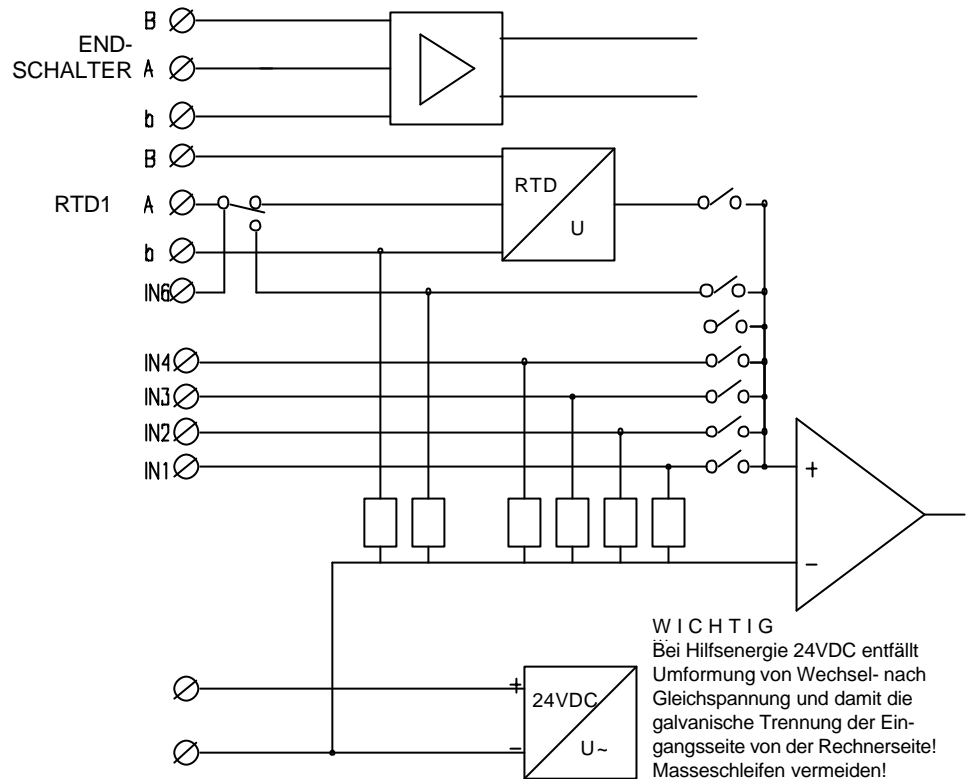 B
END-
SCHALTER A
b
B
RTD
RTD1 A
U
b
IN6
IN4
IN3
IN2
IN1
+
−
W I C H T I G
Bei Hilfsenergie 24VDC entfällt
Umformung von Wechsel- nach
Gleichspannung und damit die
galvanische Trennung der Ein-
gangsseite von der Rechnerseite!
Masseschleifen vermeiden!
+
24VDC
−
U~